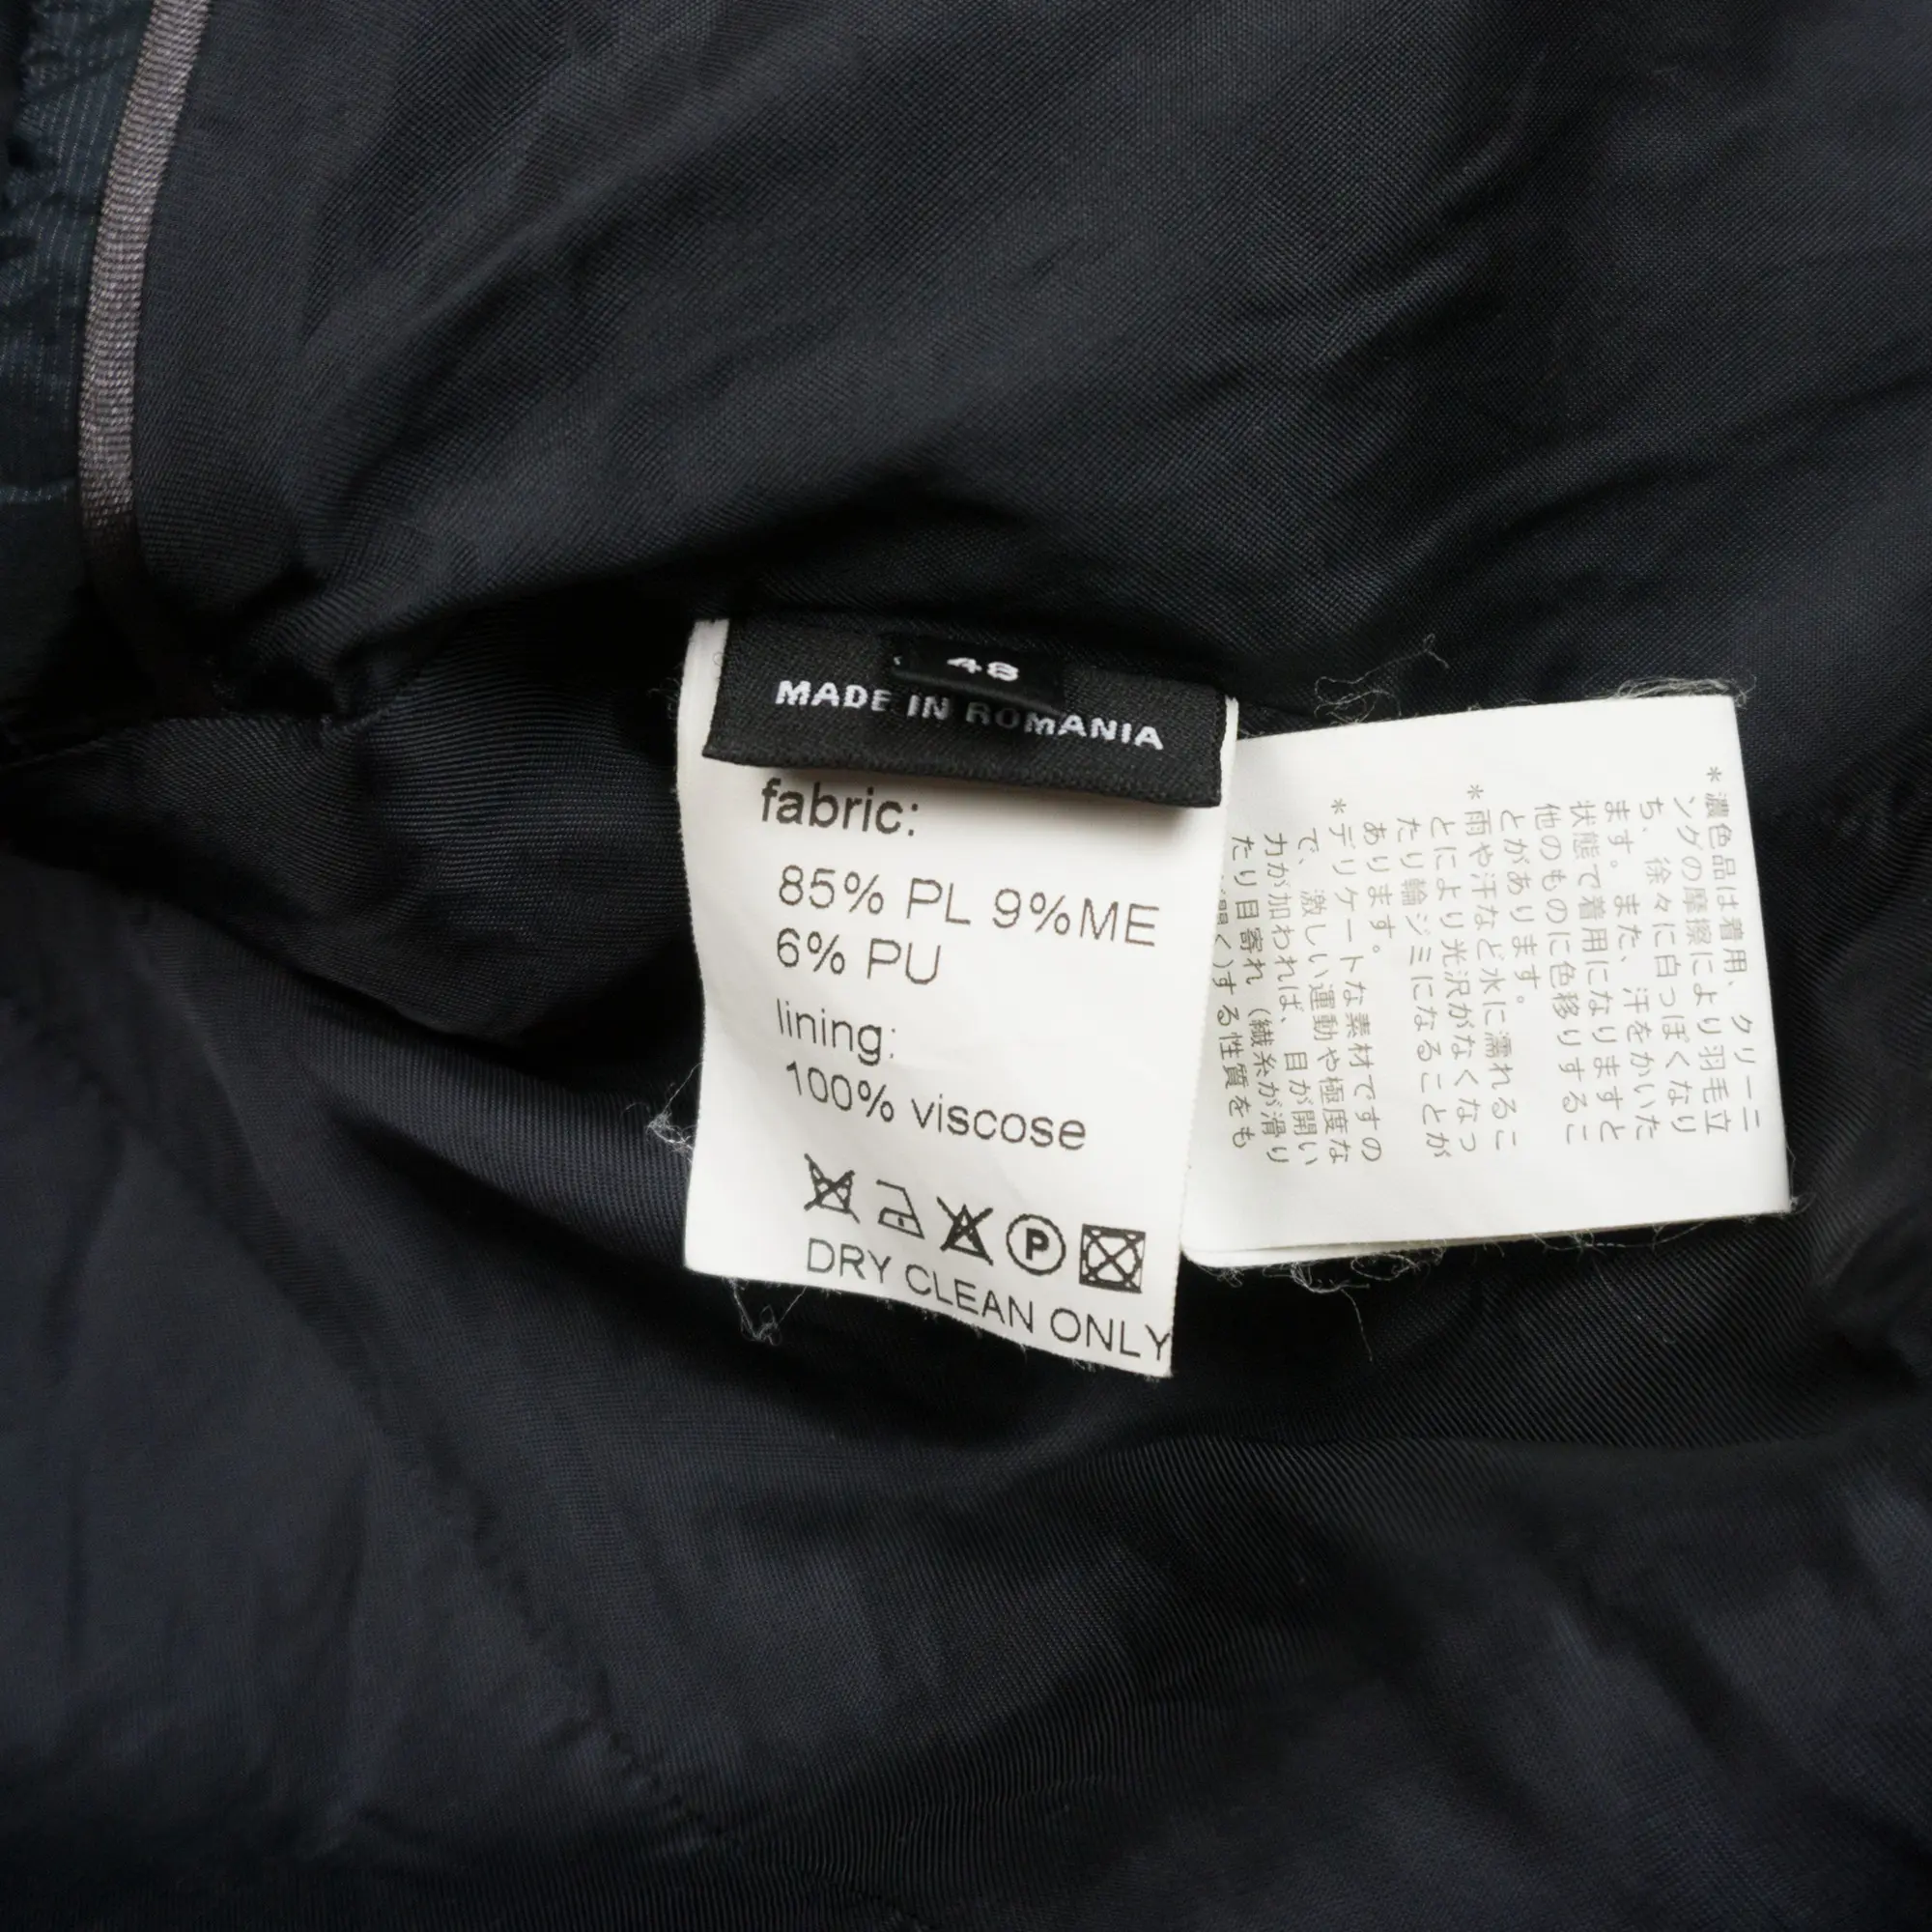 48
MADE IN ROMANIA
fabric:
85% PL 9%ME
6% PU
lining:
100% viscose
P
DRY CLEAN ONLY
*濃色品は着用、クリーニ
ングの摩擦により羽毛立
ち、徐々に白っぽくなり
ます。また、汗をかいた
状態で着用になりますと
他のものに色移りするこ
とがあります。
*雨や汗など水に濡れるこ
とにより光沢がなくなっ
たり輪ジミになることが
あります。
*デリケートな素材ですの
で、激しい運動や極度な
力が加われば、目が開い
たり目寄れ（繊糸が滑り
開く)する性質をも